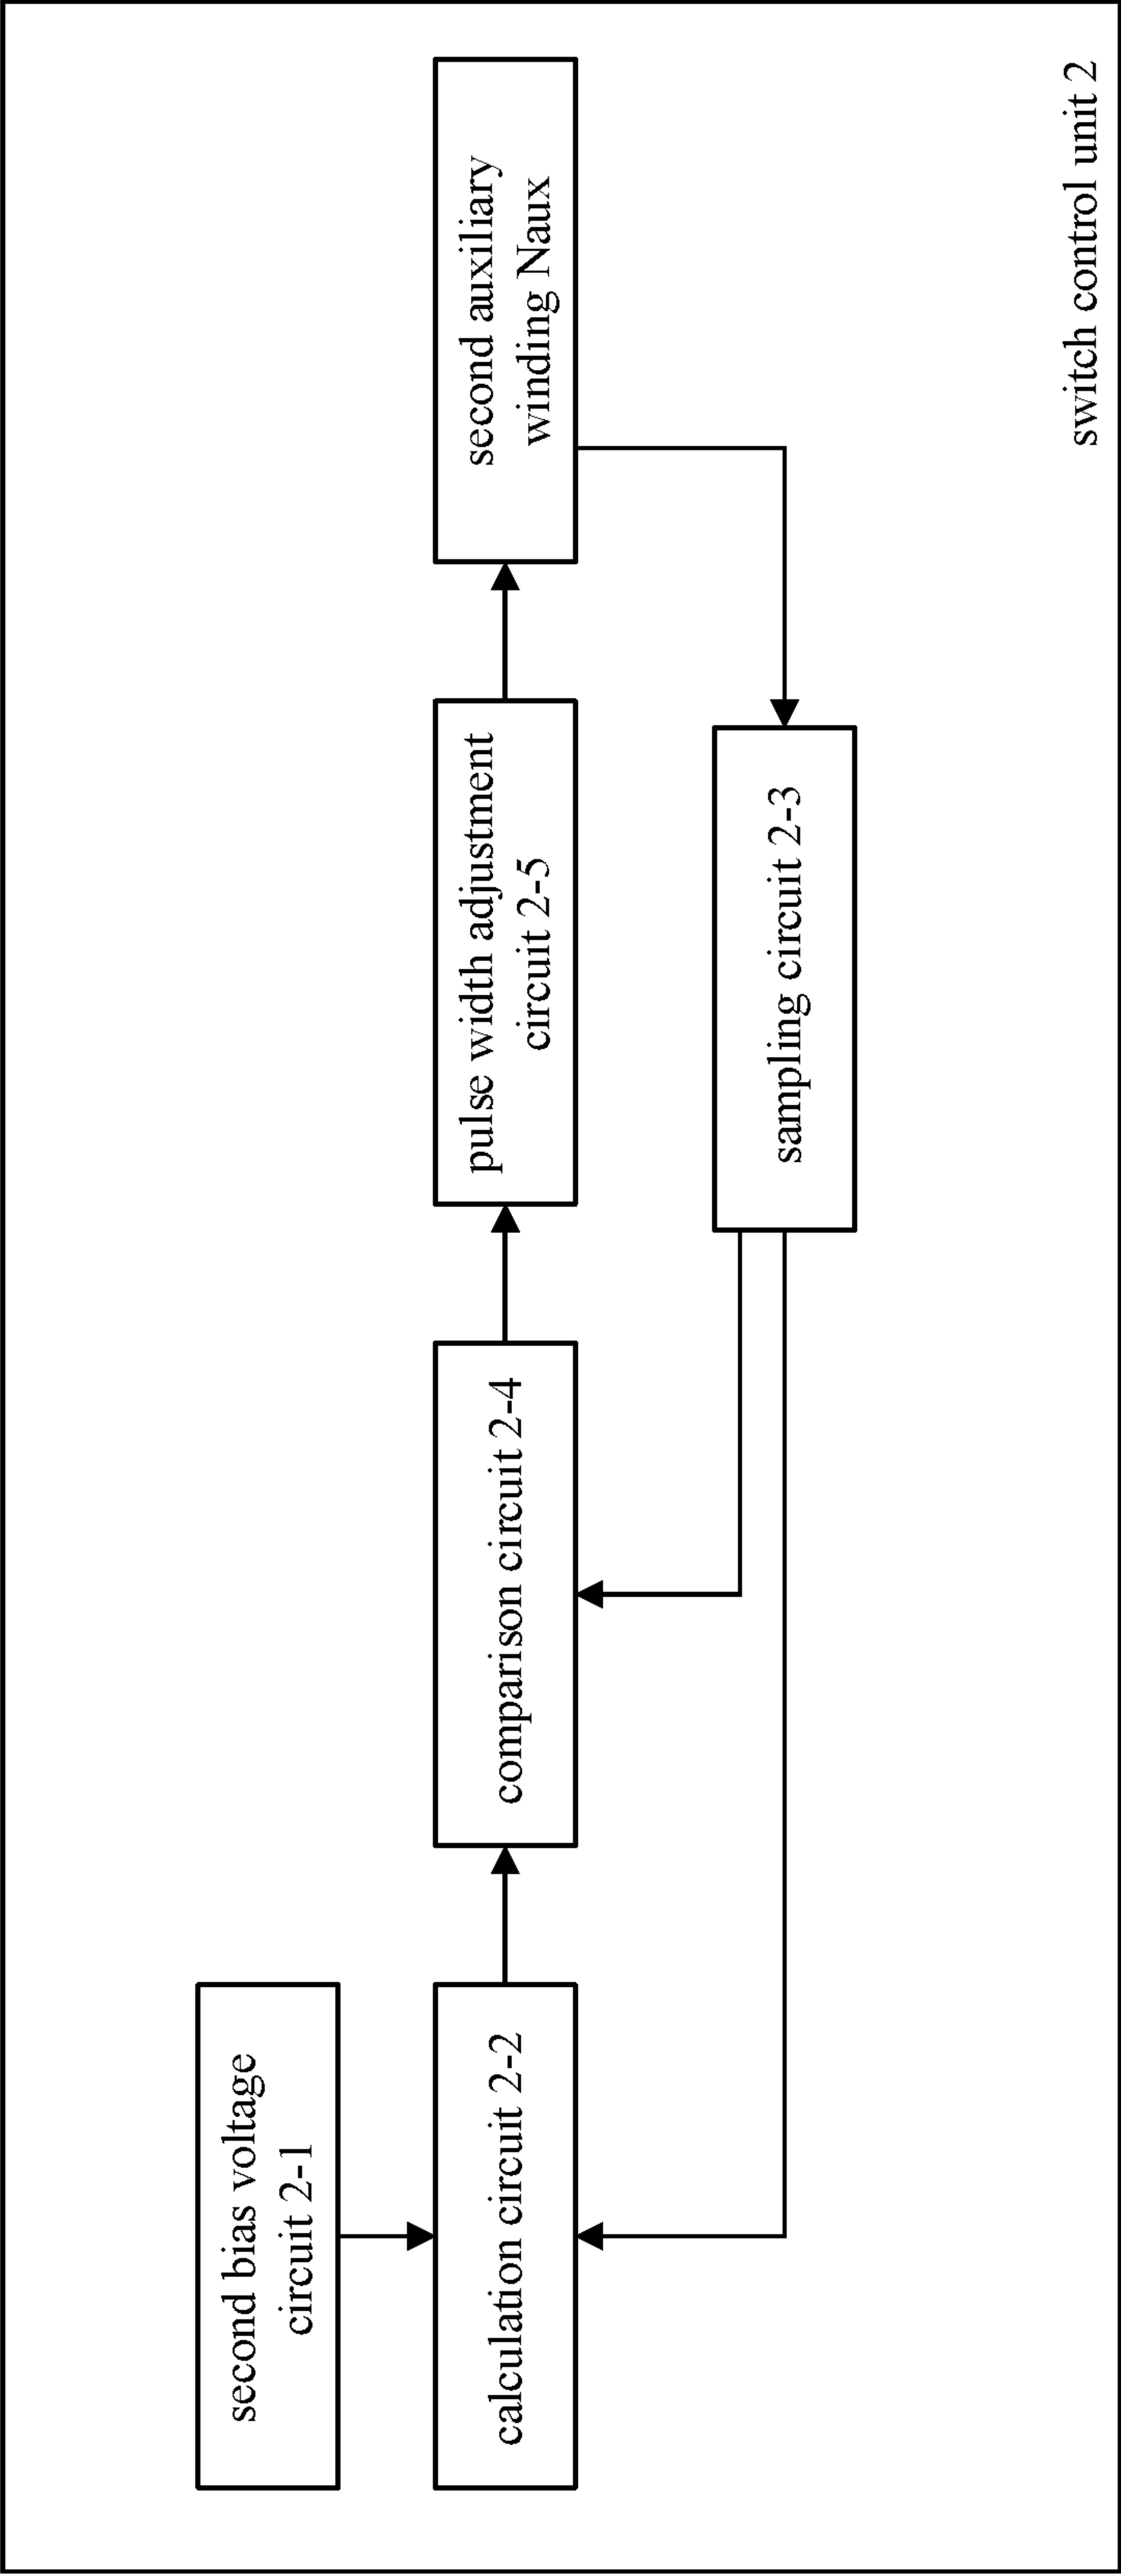 second bias voltage
circuit 2-1
calculation circuit 2-2
comparison circuit 2-4
pulse width adjustment
circuit 2-5
second auxiliary
winding Naux
sampling circuit 2-3
switch control unit 2